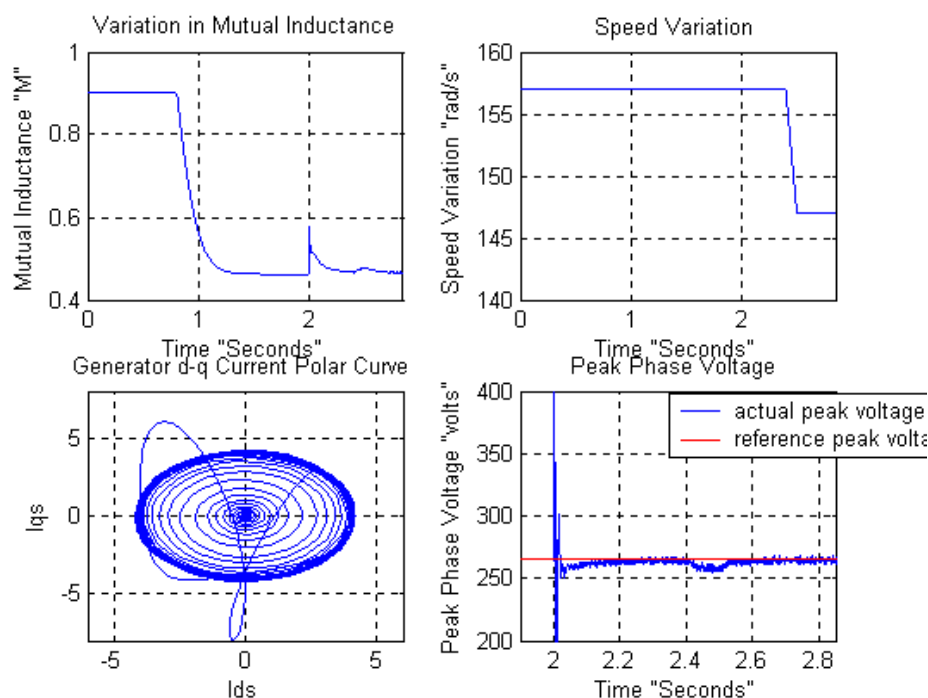 Variation in Mutual Inductance
Mutual Inductance "M"
1
0.8
0.6
0.4
0
1
2
Time "Seconds"
Speed Variation
Speed Variation "rad/s"
160
155
150
145
140
0
1
2
Time "Seconds"
Generator d-q Current Polar Curve
Iqs
5
0
-5
-5
0
5
Ids
Peak Phase Voltage
Peak Phase Voltage "volts"
400
350
300
250
200
2
2.2
2.4
2.6
2.8
Time "Seconds"
actual peak voltage
reference peak volta